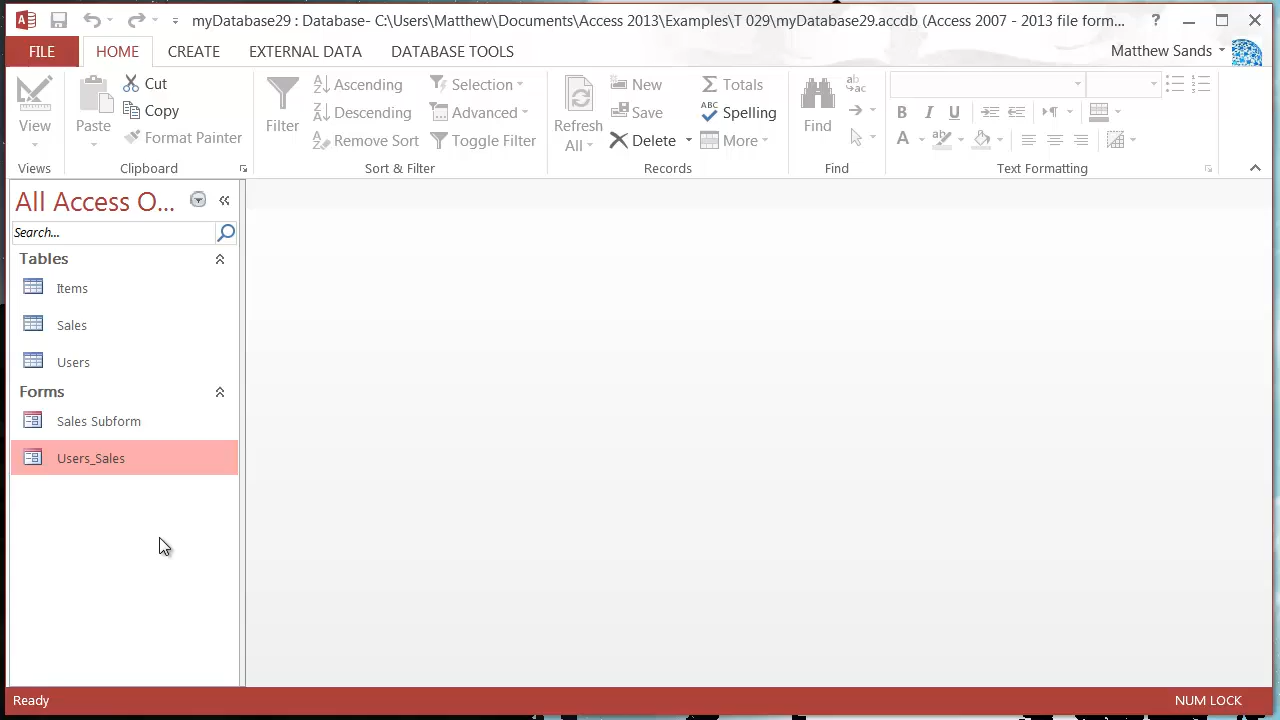 myDatabase29 : Database- C:\Users\Matthew\Documents\Access 2013\Examples\T 029\myDatabase29.accdb (Access 2007 - 2013 file form...
FILE HOME CREATE EXTERNAL DATA DATABASE TOOLS Matthew Sands
Cut Ascending Selection New Totals
Copy Descending Advanced Save Spelling
View Paste Filter Refresh All Find
Format Painter Remove Sort Toggle Filter Delete More
B I U
A
Views Clipboard Sort & Filter Records Find Text Formatting
All Access O...
Search...
Tables
Items
Sales
Users
Forms
Sales Subform
Users_Sales
Ready NUM LOCK